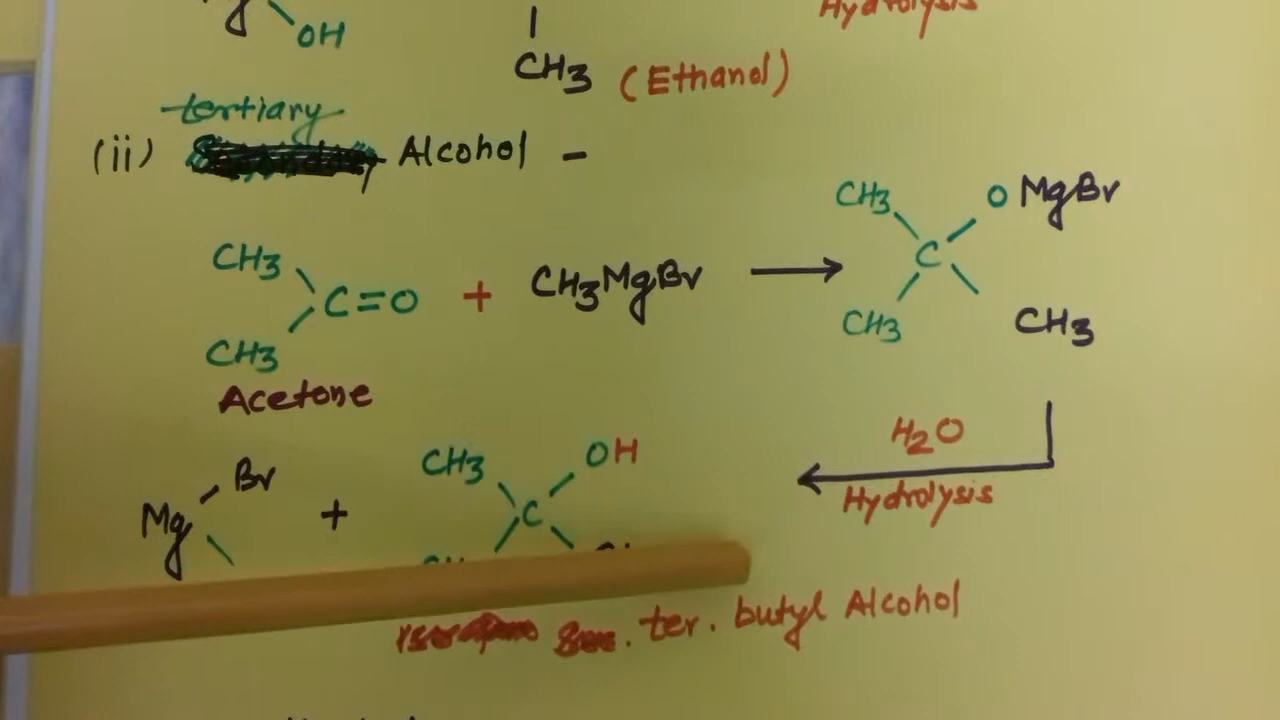 OH
CH3 (Ethanol)
Hydrolysis
tertiary
(ii) Alcohol -
CH3
CH3
C=O + CH3MgBr →
Acetone
CH3
CH3
C
O MgBr
CH3
H2O
Hydrolysis
Mg
Br
+
CH3
C
OH
ter. butyl Alcohol